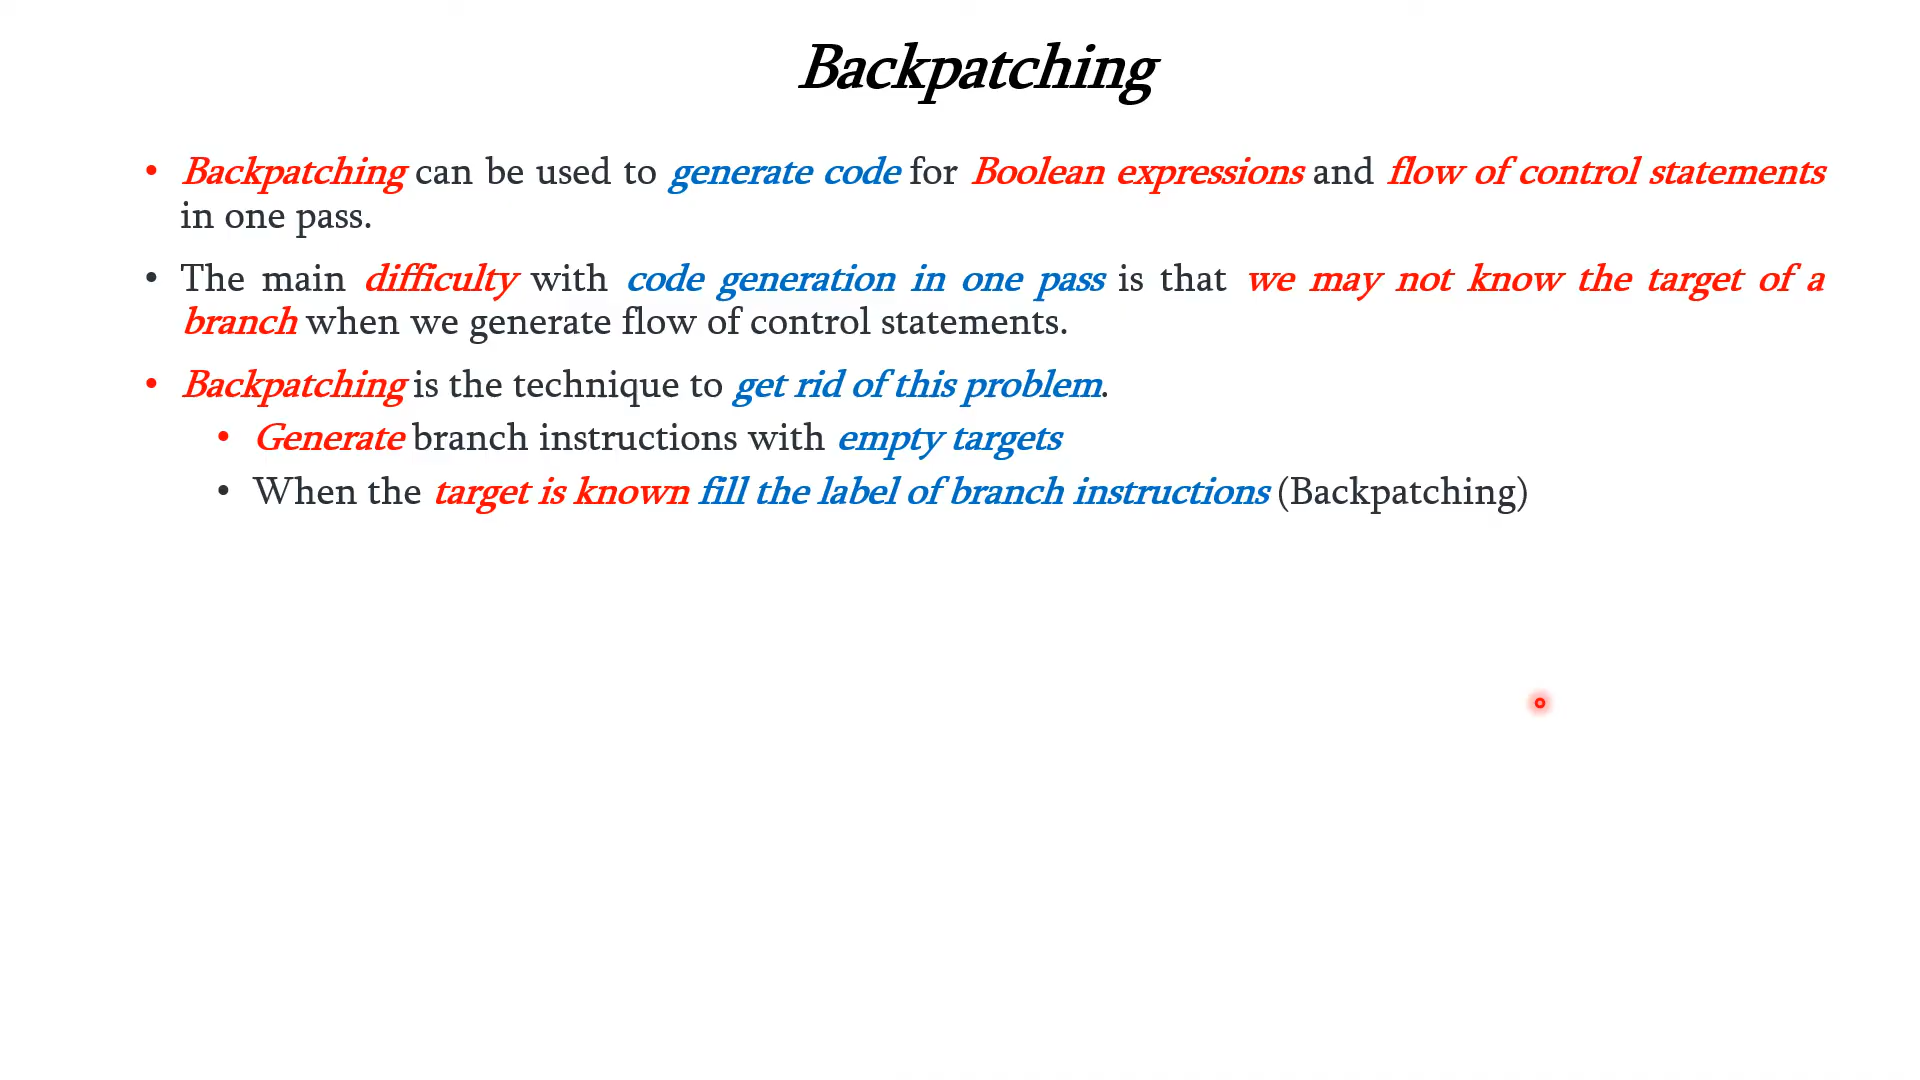 Backpatching
• Backpatching can be used to generate code for Boolean expressions and flow of control statements
in one pass.
• The main difficulty with code generation in one pass is that we may not know the target of a
branch when we generate flow of control statements.
• Backpatching is the technique to get rid of this problem.
• Generate branch instructions with empty targets
• When the target is known fill the label of branch instructions (Backpatching)